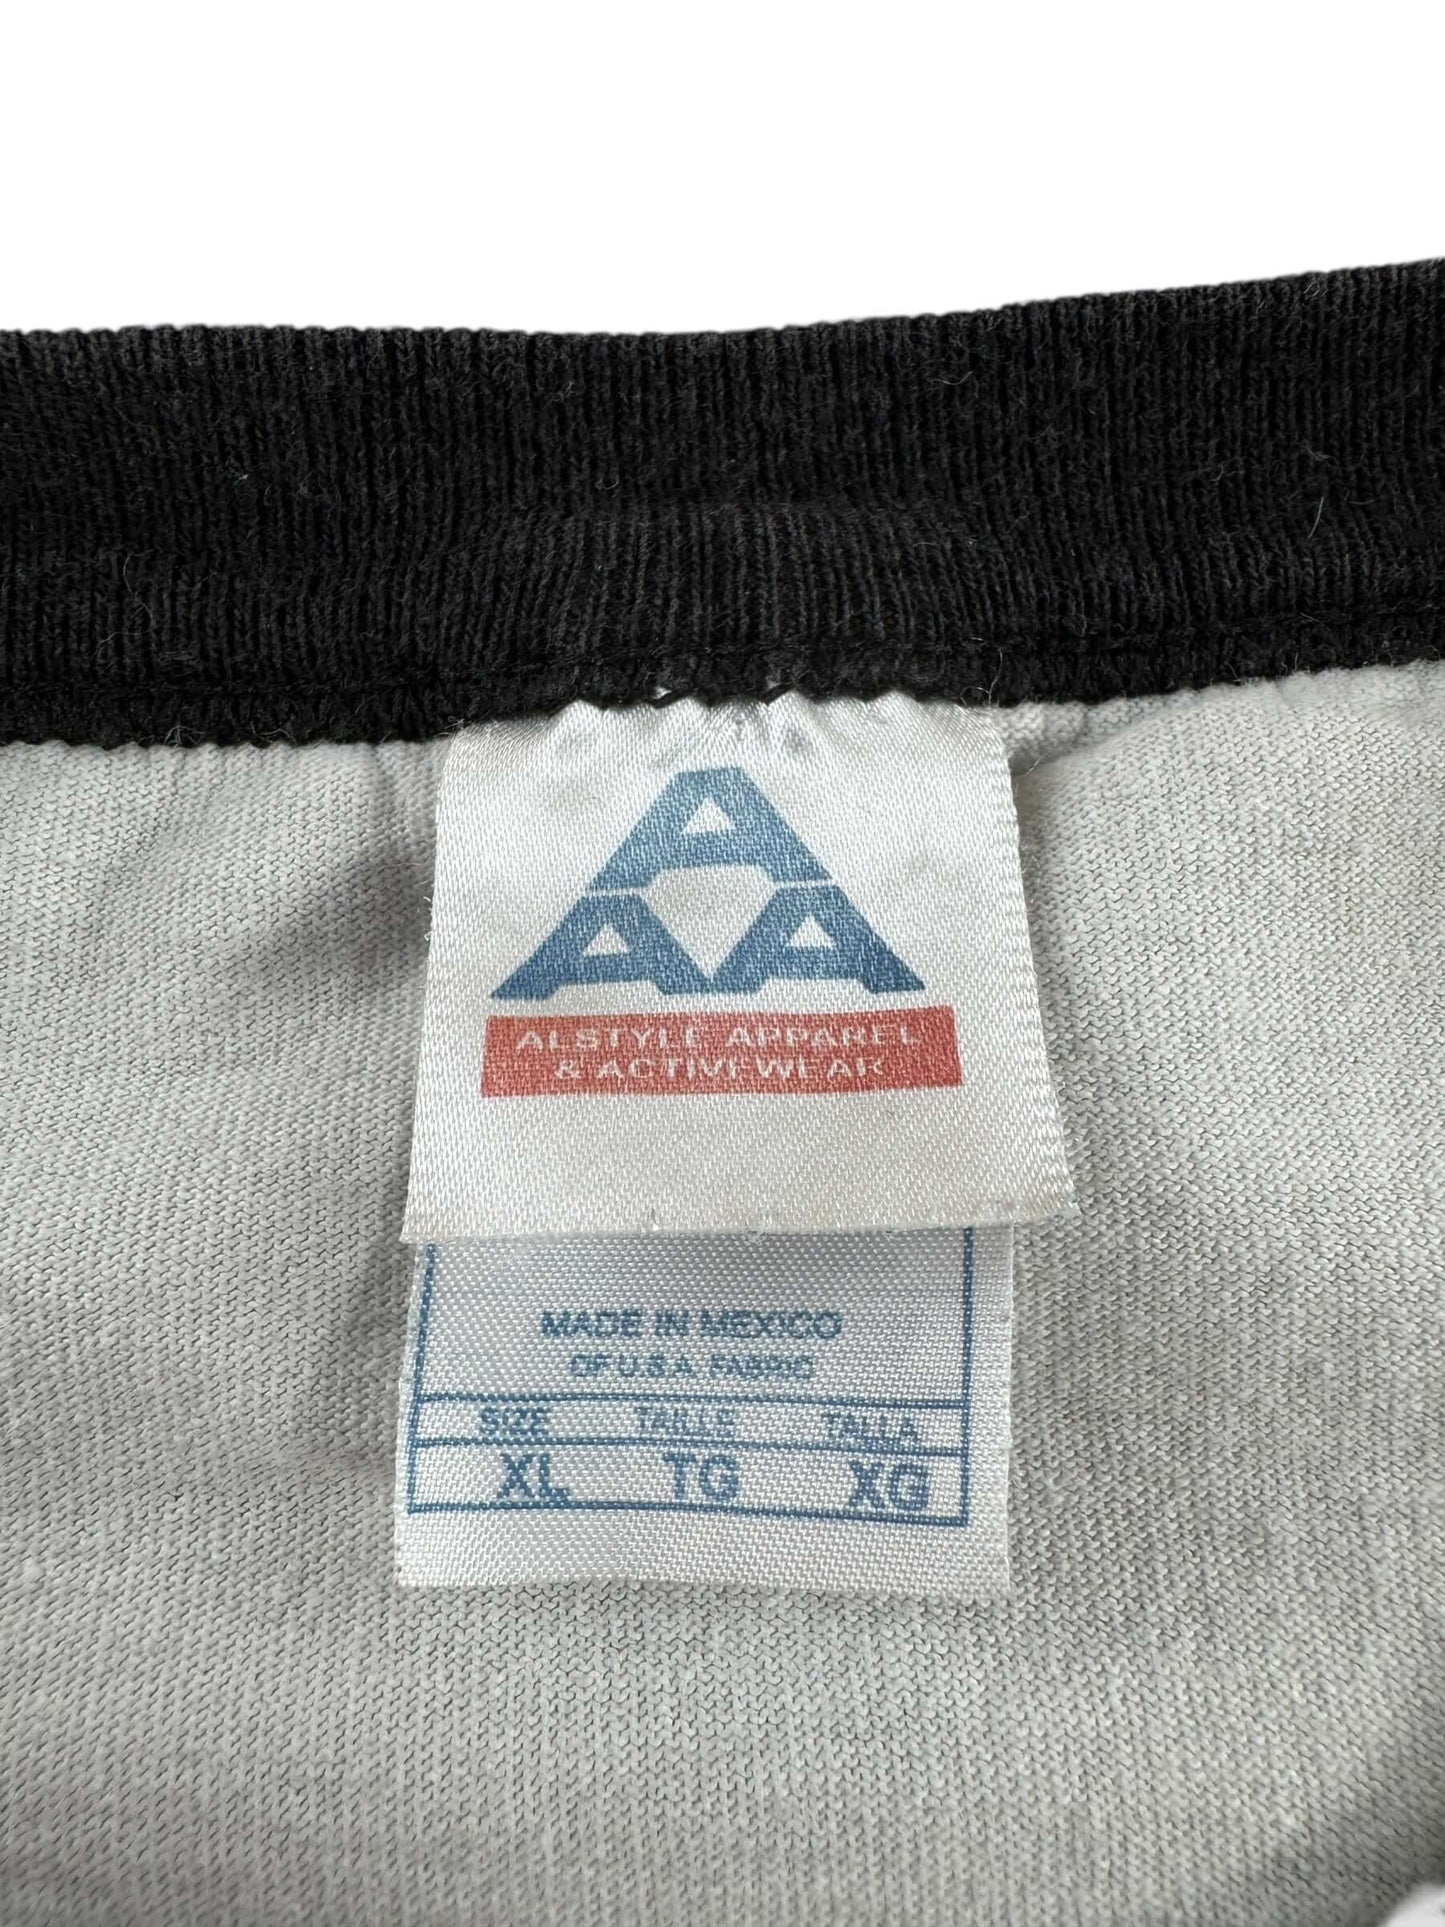 A
A A
ALSTYLE APPAREL
& ACTIVEWEAR
MADE IN MEXICO
OF U.S.A. FABRIC
SIZE TAILLE TALLA
XL TG XG